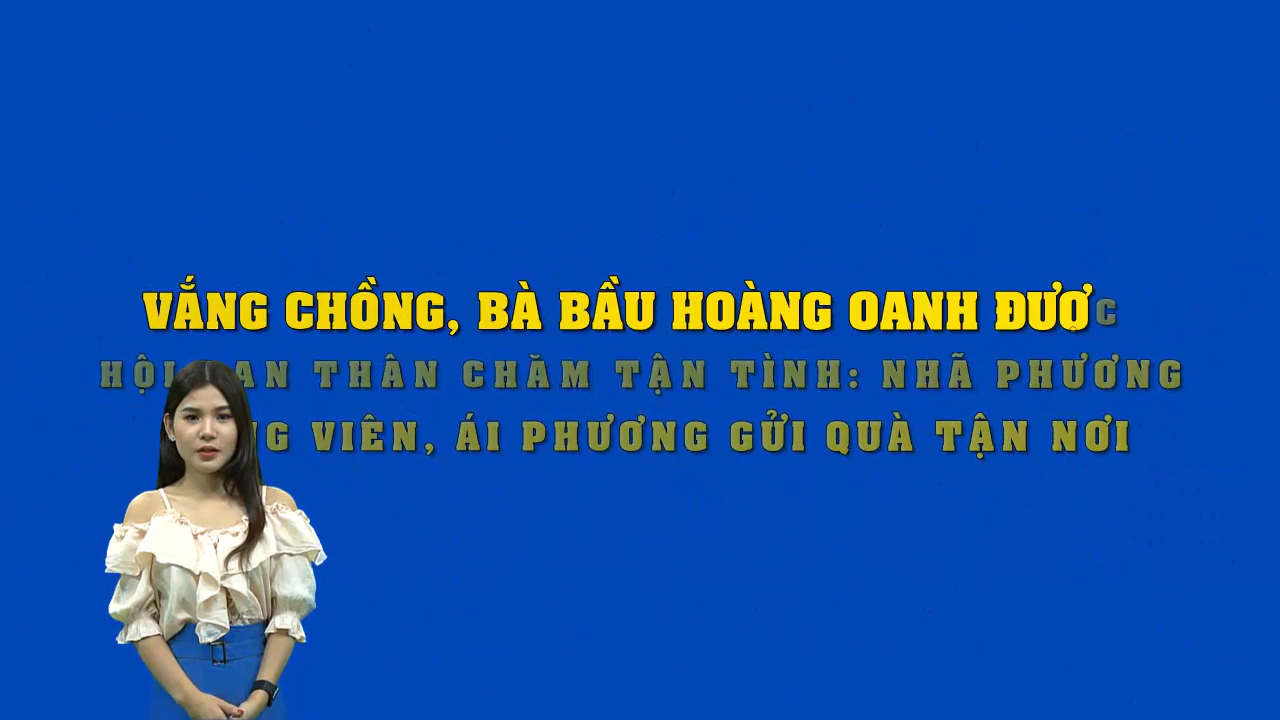 VẮNG CHỒNG, BÀ BẦU HOÀNG OANH ĐƯỢC
HỘI THÂN CHĂM TẬN TÌNH: NHÃ PHƯƠNG
VIÊN, ÁI PHƯƠNG GỬI QUÀ TẬN NƠI